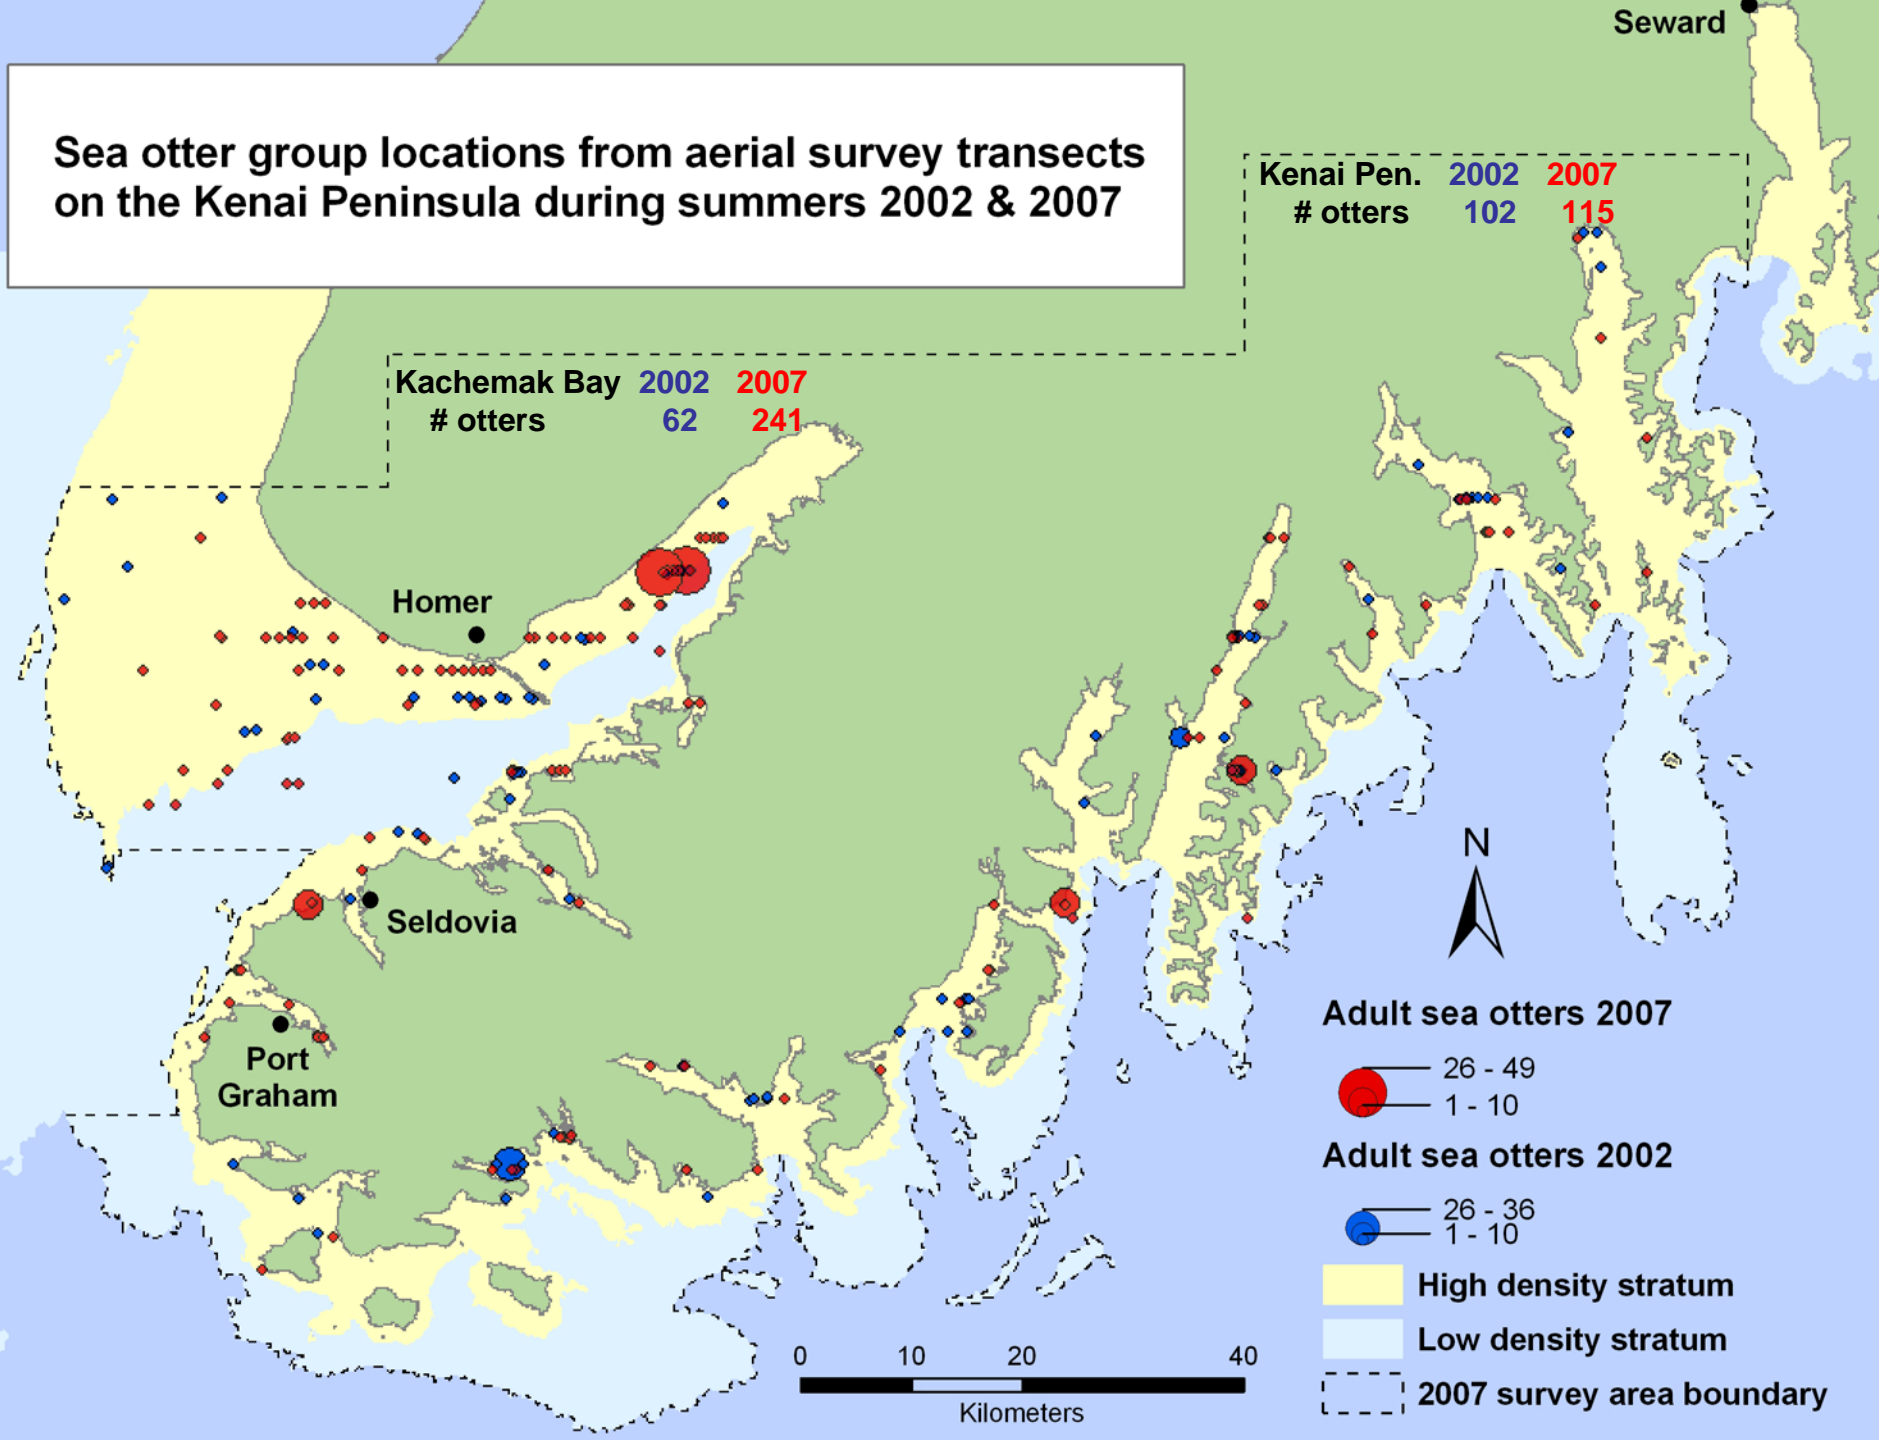 Seward
Sea otter group locations from aerial survey transects
on the Kenai Peninsula during summers 2002 & 2007
Kenai Pen. 2002 2007
# otters 102 115
Kachemak Bay 2002 2007
# otters 62 241
Homer
Seldovia
Port
Graham
N
Adult sea otters 2007
26 - 49
1 - 10
Adult sea otters 2002
26 - 36
1 - 10
High density stratum
Low density stratum
2007 survey area boundary
0 10 20 40
Kilometers